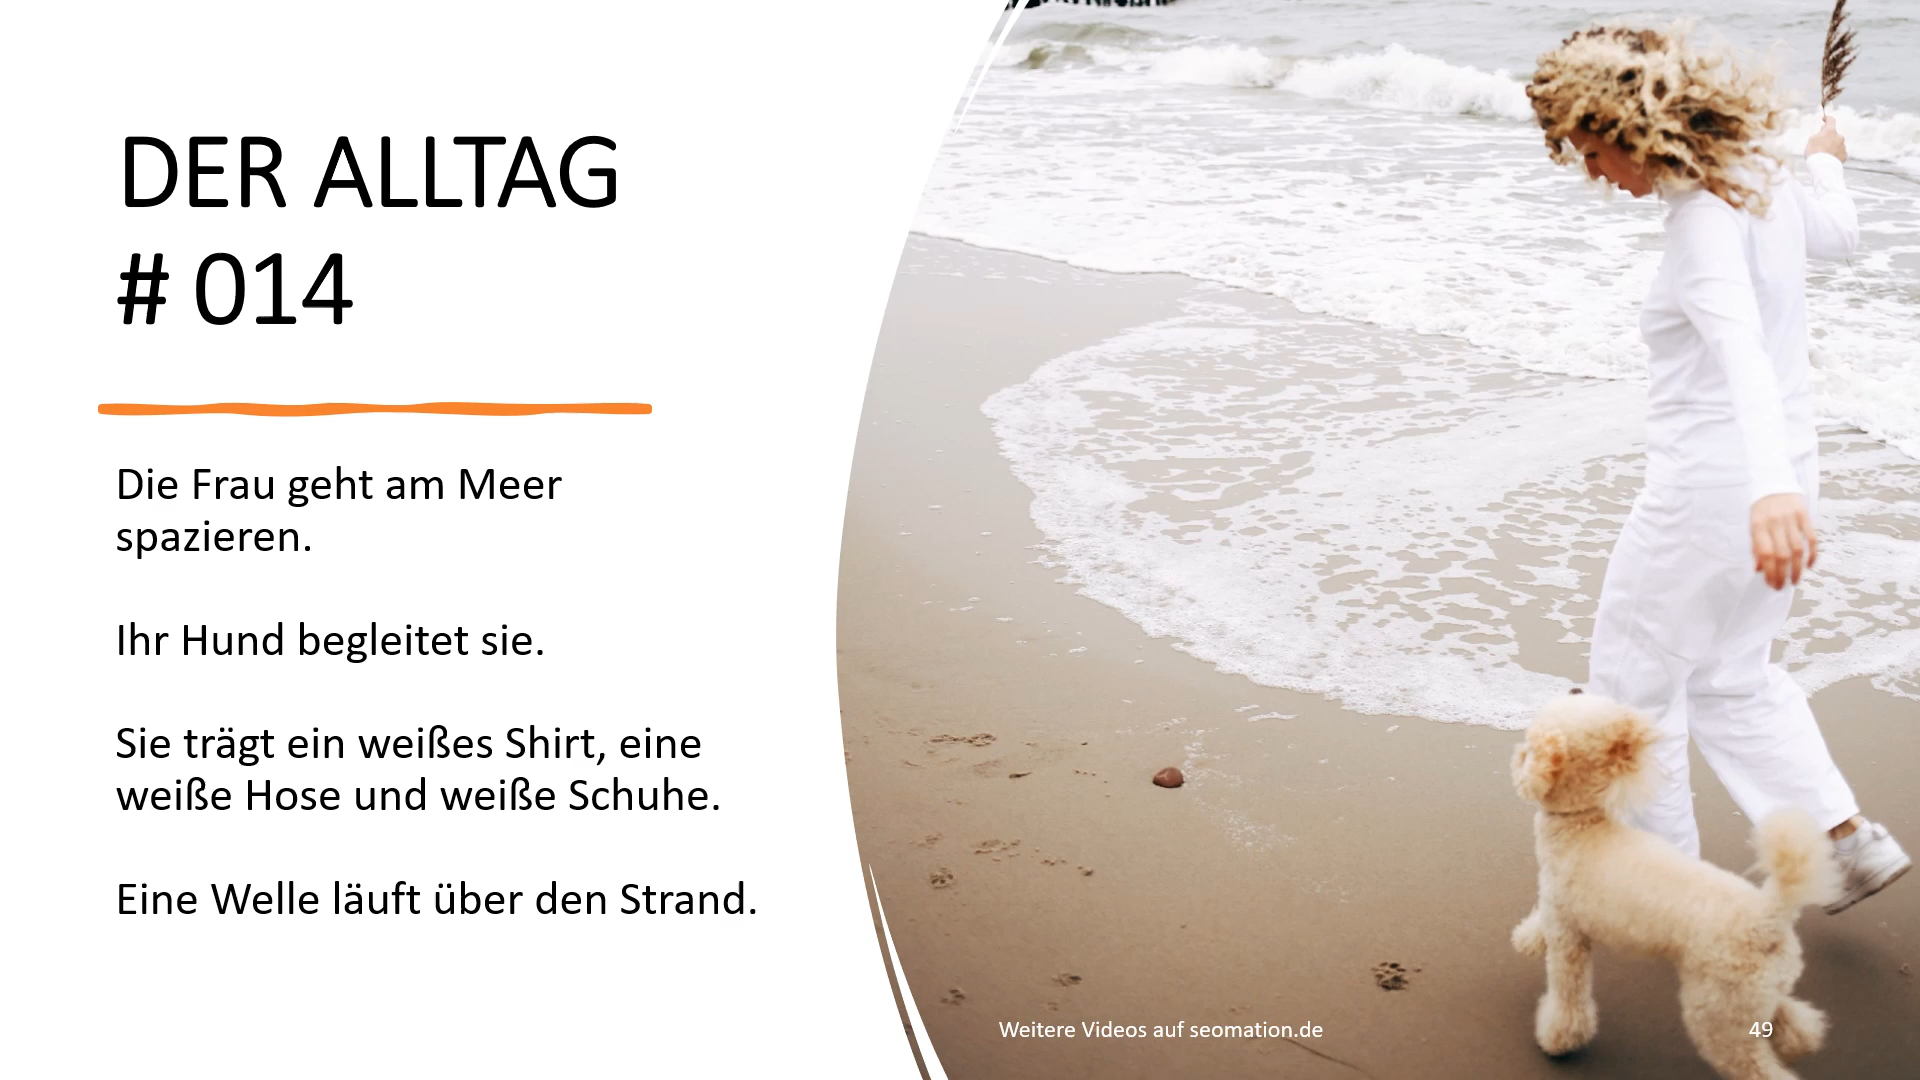 DER ALLTAG
# 014
Die Frau geht am Meer
spazieren.
Ihr Hund begleitet sie.
Sie trägt ein weißes Shirt, eine
weiße Hose und weiße Schuhe.
Eine Welle läuft über den Strand.
Weitere Videos auf seomation.de
49